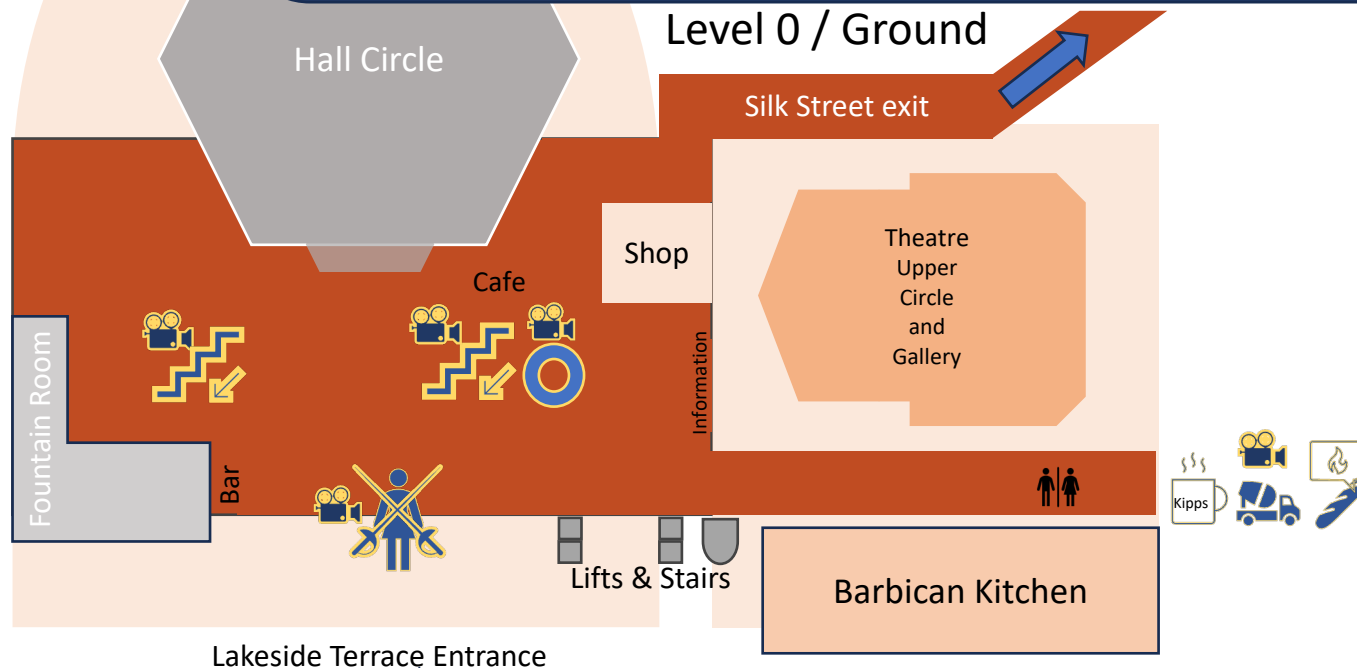 Level 0 / Ground
Hall Circle
Silk Street exit
Shop
Theatre
Upper
Circle
and
Gallery
Cafe
Information
Fountain Room
Bar
Kipps
Lifts & Stairs
Barbican Kitchen
Lakeside Terrace Entrance